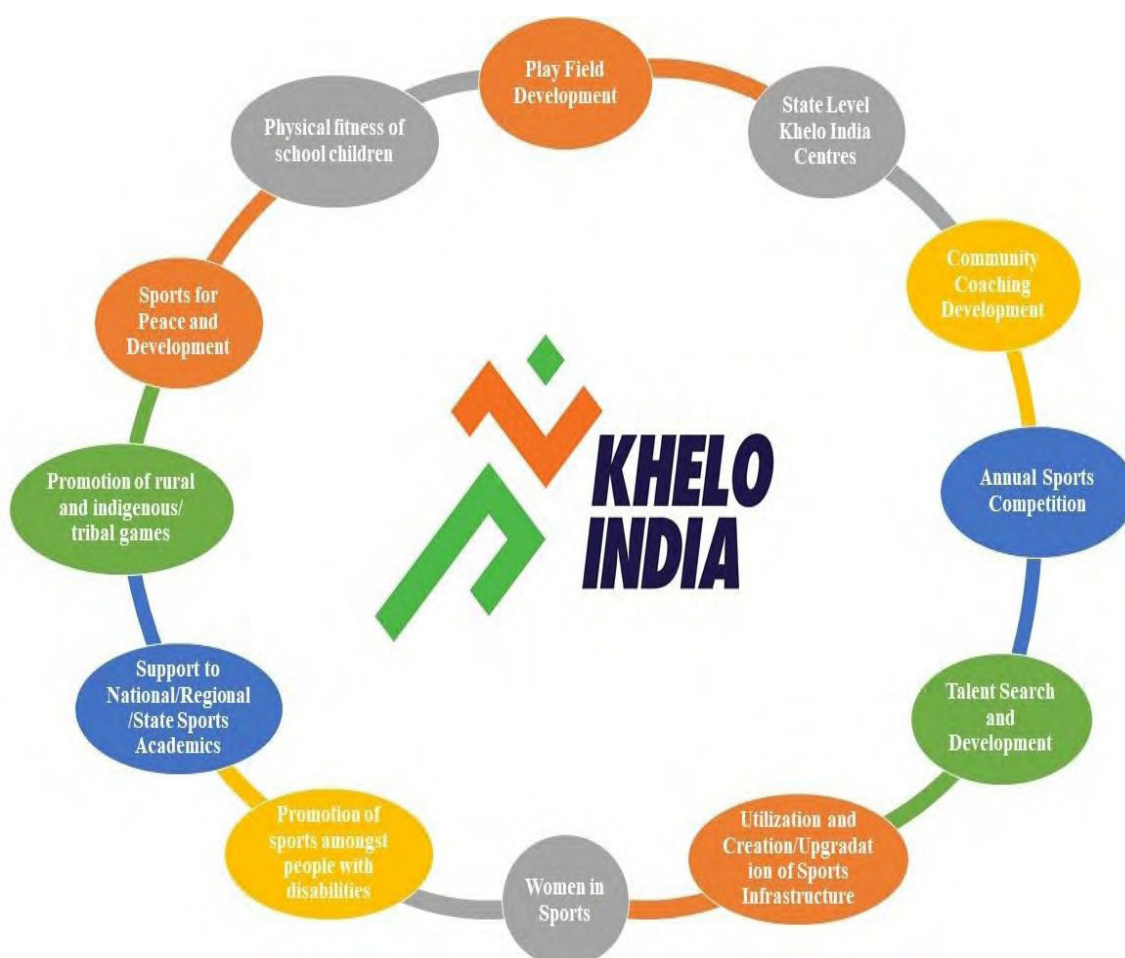 Play Field
Development
State Level
Khelo India
Centres
Community
Coaching
Development
Annual Sports
Competition
Talent Search
and
Development
Utilization and
Creation/Upgradat
ion of Sports
Infrastructure
Women in
Sports
Promotion of
sports amongst
people with
disabilities
Support to
National/Regional
/State Sports
Academics
Promotion of rural
and indigenous/
tribal games
Sports for
Peace and
Development
Physical fitness of
school children
KHELO
INDIA